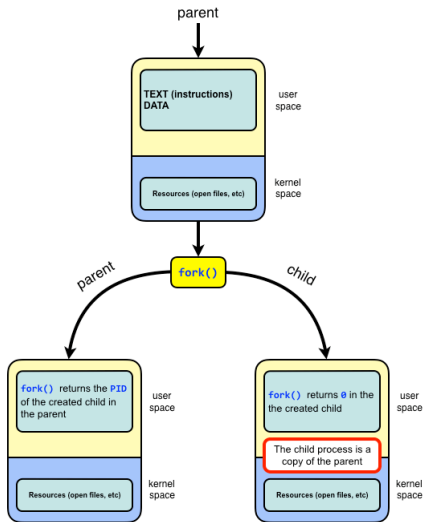 parent
TEXT (instructions)
DATA
user
space
kernel
space
Resources (open files, etc)
fork()
parent
child
fork() returns the PID
of the created child in
the parent
user
space
fork() returns 0 in the
the created child
user
space
The child process is a
copy of the parent
Resources (open files, etc)
kernel
space
Resources (open files, etc)
kernel
space